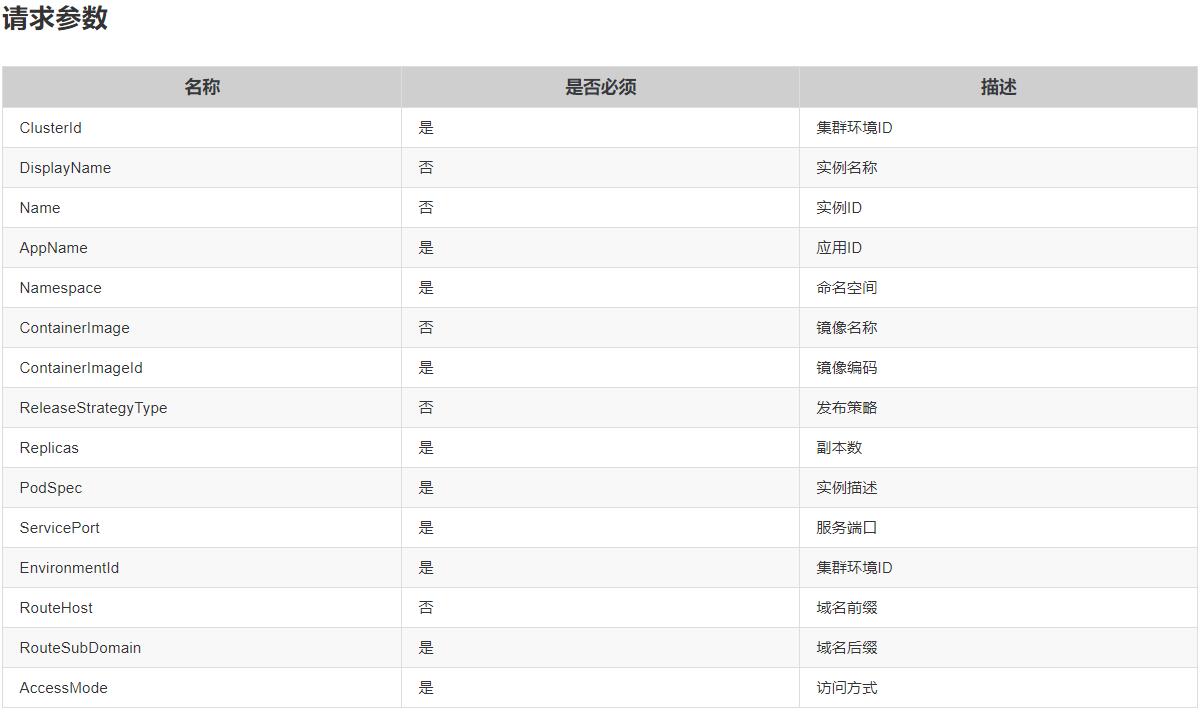 请求参数
名称 是否必须 描述
ClusterId 是 集群环境ID
DisplayName 否 实例名称
Name 否 实例ID
AppName 是 应用ID
Namespace 是 命名空间
ContainerImage 否 镜像名称
ContainerImageId 是 镜像编码
ReleaseStrategyType 否 发布策略
Replicas 是 副本数
PodSpec 是 实例描述
ServicePort 是 服务端口
EnvironmentId 是 集群环境ID
RouteHost 否 域名前缀
RouteSubDomain 是 域名后缀
AccessMode 是 访问方式